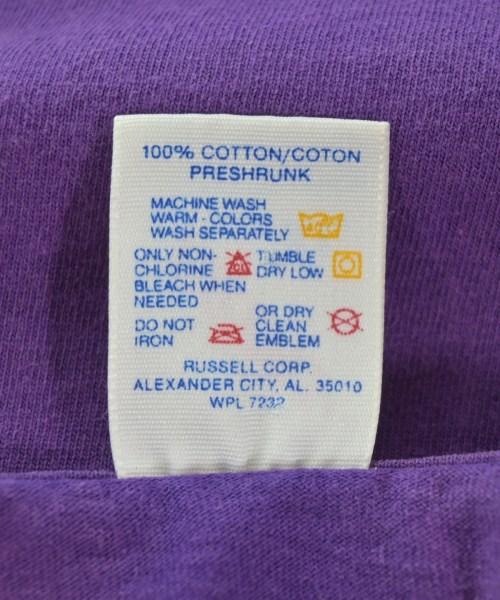 100% COTTON/COTON
PRESHRUNK
MACHINE WASH
WARM - COLORS
WASH SEPARATELY
ONLY NON-
CHLORINE
BLEACH WHEN
NEEDED
TUMBLE
DRY LOW
DO NOT
IRON
OR DRY
CLEAN
EMBLEM
RUSSELL CORP.
ALEXANDER CITY, AL. 35010
WPL 7232